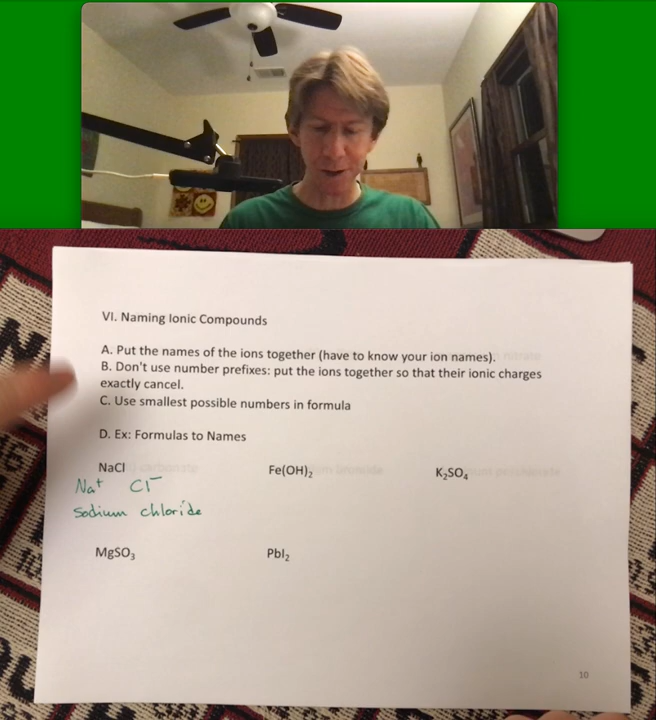 VI. Naming Ionic Compounds
A. Put the names of the ions together (have to know your ion names).
B. Don't use number prefixes: put the ions together so that their ionic charges
exactly cancel.
C. Use smallest possible numbers in formula
D. Ex: Formulas to Names
NaCl Fe(OH)₂ K₂SO₄
Na⁺ Cl⁻
Sodium chloride
MgSO₃ PbI₂
10